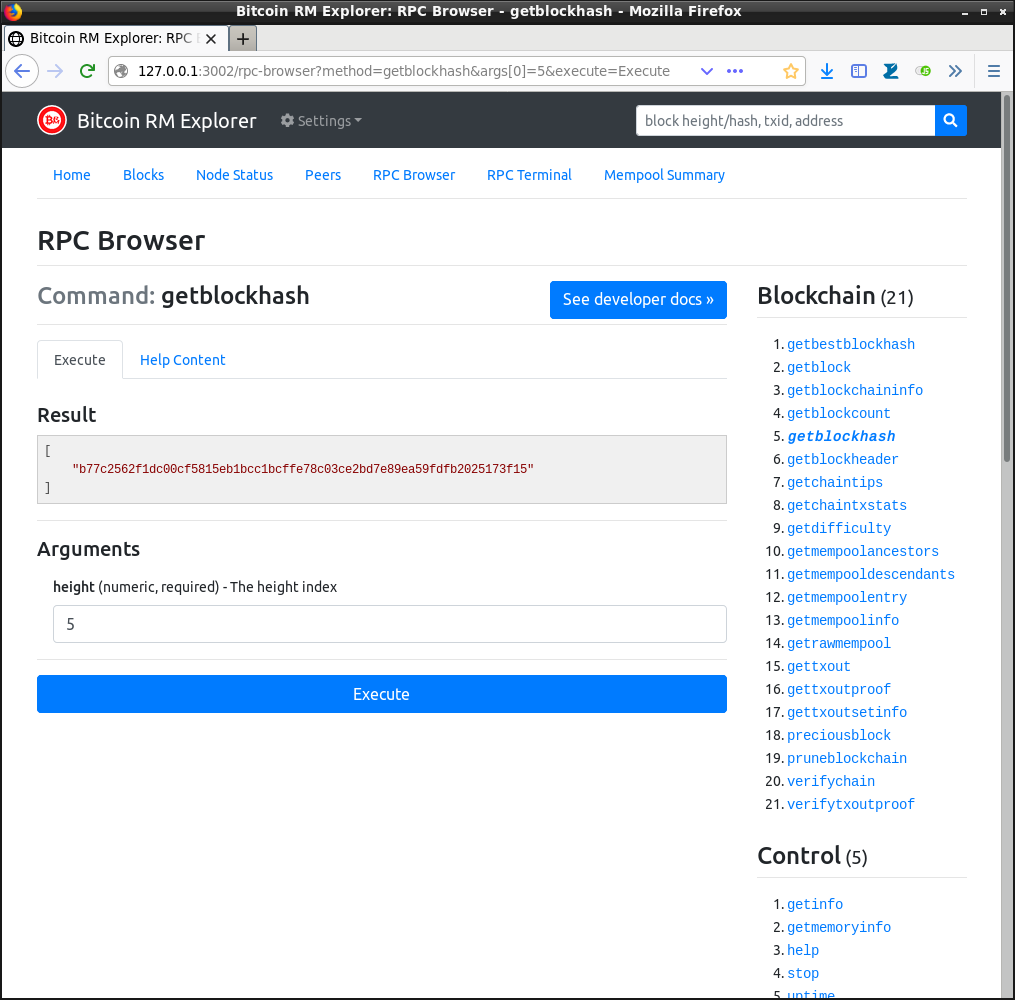 Bitcoin RM Explorer: RPC Browser - getblockhash - Mozilla Firefox
Bitcoin RM Explorer: RPC
127.0.0.1:3002/rpc-browser?method=getblockhash&args[0]=5&execute=Execute
Bitcoin RM Explorer Settings block height/hash, txid, address
Home Blocks Node Status Peers RPC Browser RPC Terminal Mempool Summary
RPC Browser
Command: getblockhash
See developer docs »
Execute Help Content
Result
[
"b77c2562f1dc00cf5815eb1bcc1bcffe78c03ce2bd7e89ea59fdfb2025173f15"
]
Arguments
height (numeric, required) - The height index
5
Execute
Blockchain (21)
1. getbestblockhash
2. getblock
3. getblockchaininfo
4. getblockcount
5. getblockhash
6. getblockheader
7. getchaintips
8. getchaintxstats
9. getdifficulty
10. getmempoolancestors
11. getmempooldescendants
12. getmempoolentry
13. getmempoolinfo
14. getrawmempool
15. gettxout
16. gettxoutproof
17. gettxoutsetinfo
18. preciousblock
19. pruneblockchain
20. verifychain
21. verifytxoutproof
Control (5)
1. getinfo
2. getmemoryinfo
3. help
4. stop
5. uptime